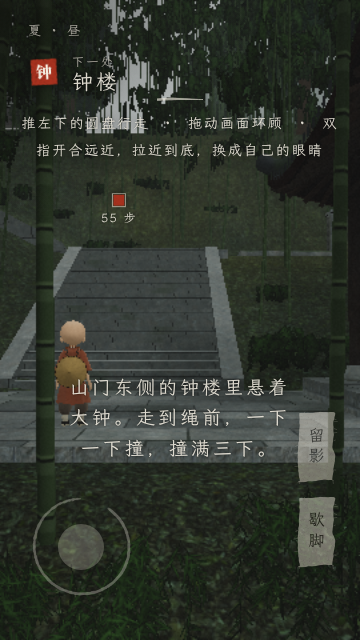 夏·昼
钟
下一处
钟楼
推左下的圆盘行走 · 拖动画面环顾 · 双
指开合远近，拉近到底，换成自己的眼睛
55 步
山门东侧的钟楼里悬着
大钟。走到绳前，一下
一下撞，撞满三下。
留影
歇脚